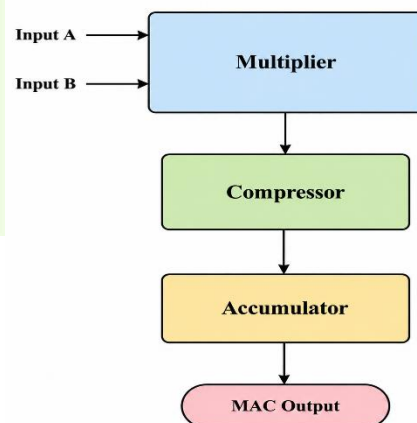 Input A
Multiplier
Input B
Compressor
Accumulator
MAC Output